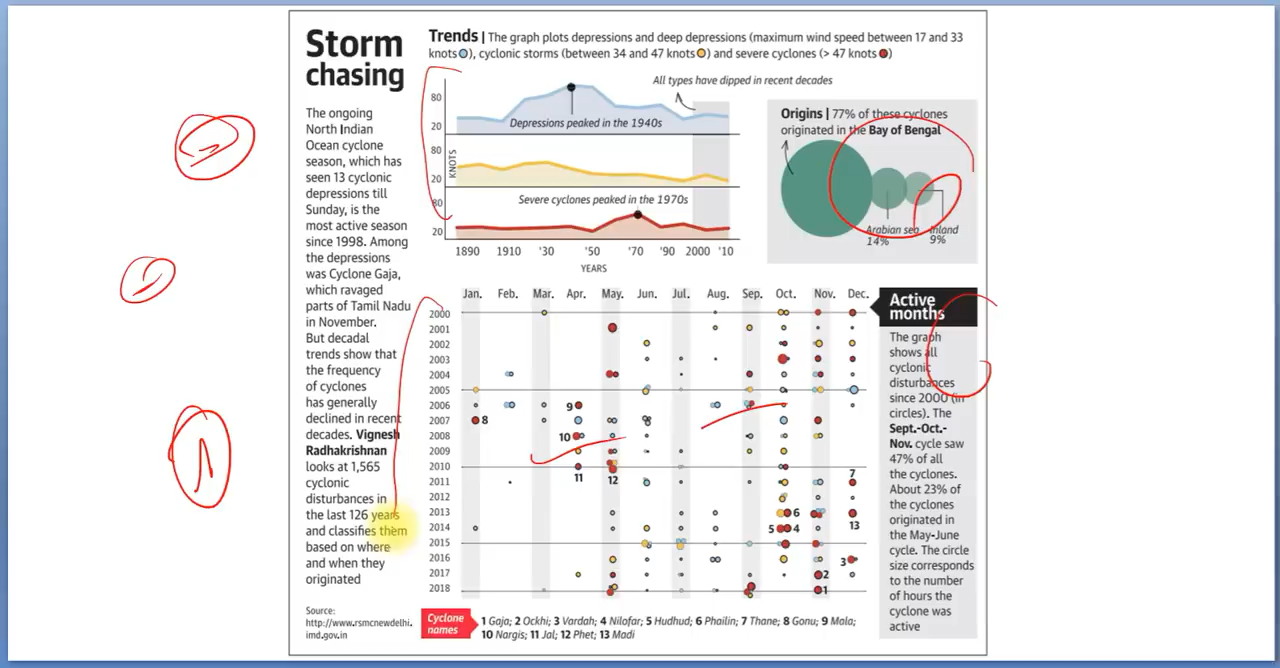 Storm
chasing
The ongoing
North Indian
Ocean cyclone
season, which has
seen 13 cyclonic
depressions till
Sunday, is the
most active season
since 1998. Among
the depressions
was Cyclone Gaja,
which ravaged
parts of Tamil Nadu
in November.
But decadal
trends show that
the frequency
of cyclones
has generally
declined in recent
decades. Vignesh
Radhakrishnan
looks at 1,565
cyclonic
disturbances in
the last 126 years
and classifies them
based on where
and when they
originated
Source:
http://www.rsmcnewdelhi.
imd.gov.in
Trends | The graph plots depressions and deep depressions (maximum wind speed between 17 and 33
knots), cyclonic storms (between 34 and 47 knots) and severe cyclones (> 47 knots)
All types have dipped in recent decades
80
20
Depressions peaked in the 1940s
80
20
KNOTS
Severe cyclones peaked in the 1970s
80
20
1890 1910 '30 '50 '70 '90 2000 '10
YEARS
Origins | 77% of these cyclones
originated in the Bay of Bengal
Arabian sea
14%
Inland
9%
Jan. Feb. Mar. Apr. May. Jun. Jul. Aug. Sep. Oct. Nov. Dec.
2000
2001
2002
2003
2004
2005
2006 9
2007 8
2008 10
2009
2010
11 12 7
2011
2012
2013 6
13
2014 5 4
2015
2016 3
2017 2
2018 1
Active
months
The graph
shows all
cyclonic
disturbances
since 2000 (in
circles). The
Sept.-Oct.-
Nov. cycle saw
47% of all
the cyclones.
About 23% of
the cyclones
originated in
the May-June
cycle. The circle
size corresponds
to the number
of hours the
cyclone was
active
Cyclone
names
1 Gaja; 2 Ockhi; 3 Vardah; 4 Nilofar; 5 Hudhud; 6 Phailin; 7 Thane; 8 Gonu; 9 Mala;
10 Nargis; 11 Jal; 12 Phet; 13 Madi